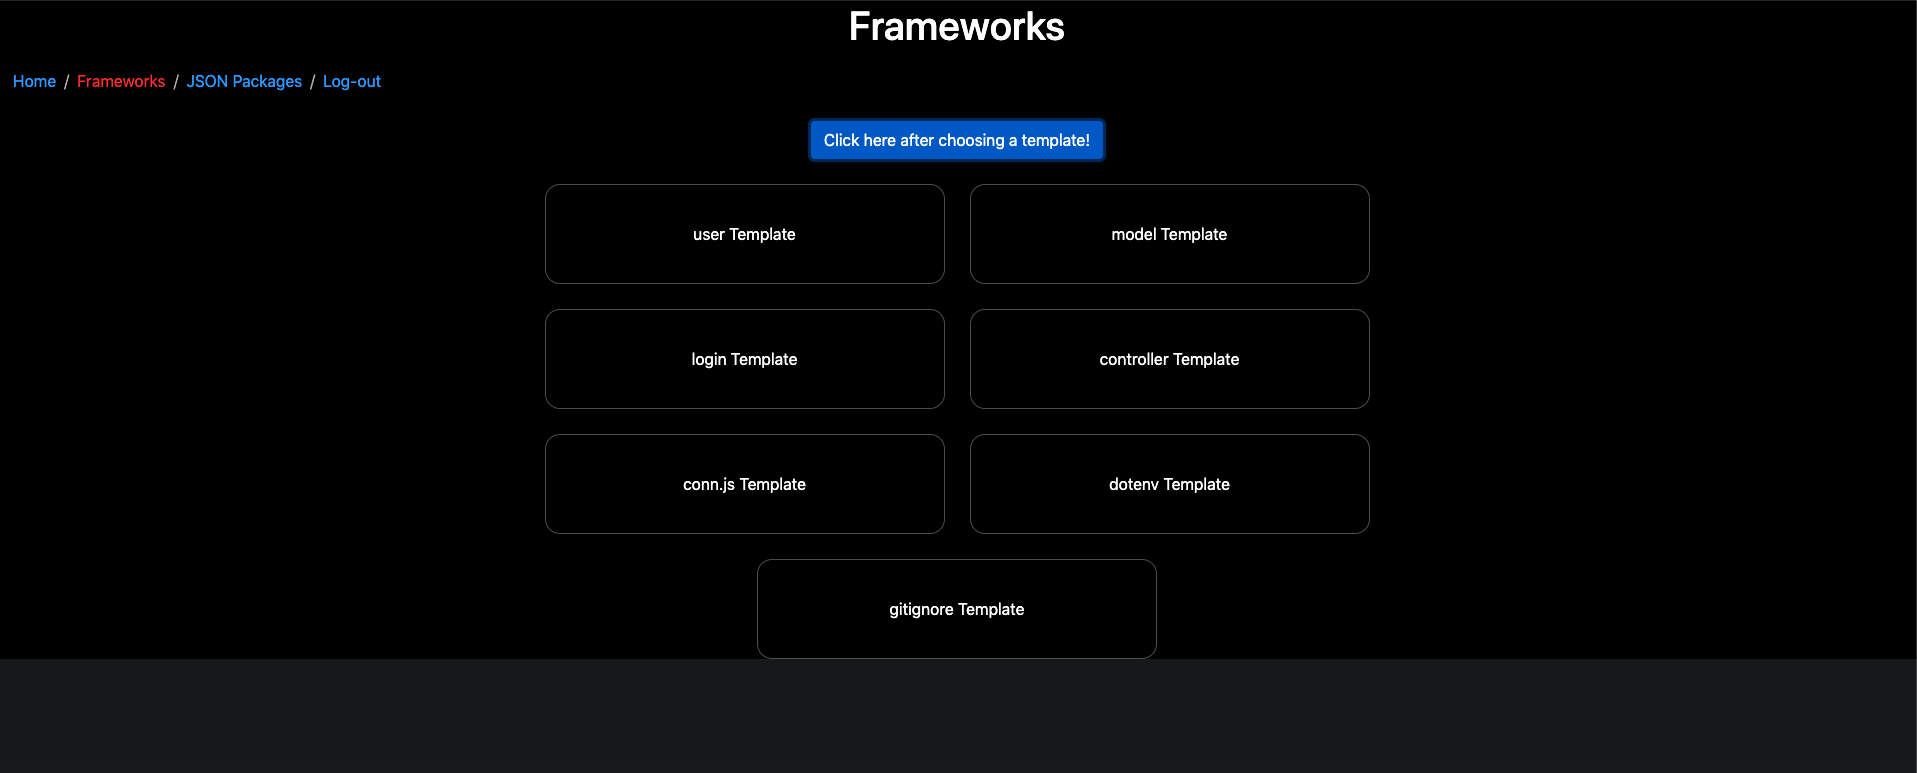 Frameworks
Home / Frameworks / JSON Packages / Log-out
Click here after choosing a template!
user Template
model Template
login Template
controller Template
conn.js Template
dotenv Template
gitignore Template